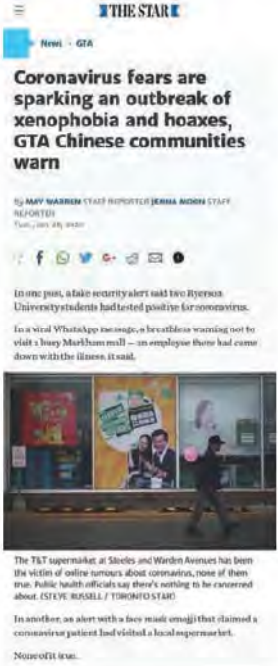 THE STAR
News · GTA
Coronavirus fears are
sparking an outbreak of
xenophobia and hoaxes,
GTA Chinese communities
warn
By MAY WARREN STAFF REPORTER JENNA MOON STAFF
REPORTER
In one post, a fake security alert said two Ryerson
University students had tested positive for coronavirus.
In a viral WhatsApp message, a breathless warning not to
visit a busy Markham mall — an employee there had come
down with the illness, it said.
The T&T supermarket at Steeles and Warden Avenues has been
the victim of online rumours about coronavirus, none of them
true. Public health officials say there's nothing to be concerned
about. (STEVE RUSSELL / TORONTO STAR)
In another, an alert with a face mask emoji that claimed a
coronavirus patient had visited a local supermarket.
None of it true.